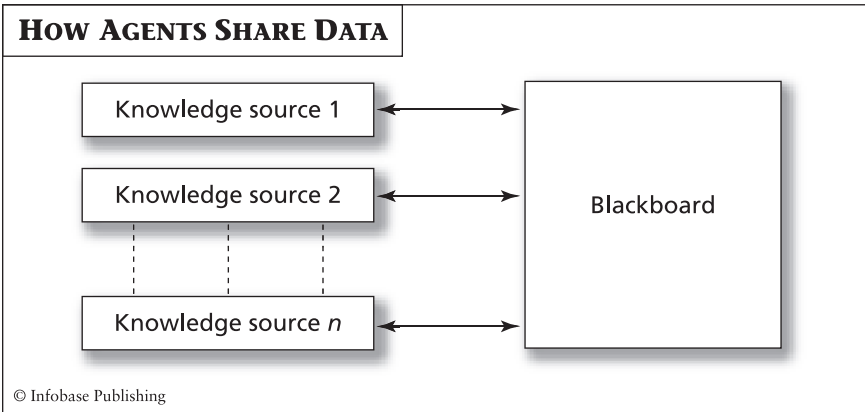 HOW AGENTS SHARE DATA
Knowledge source 1
Knowledge source 2
Blackboard
Knowledge source n
© Infobase Publishing